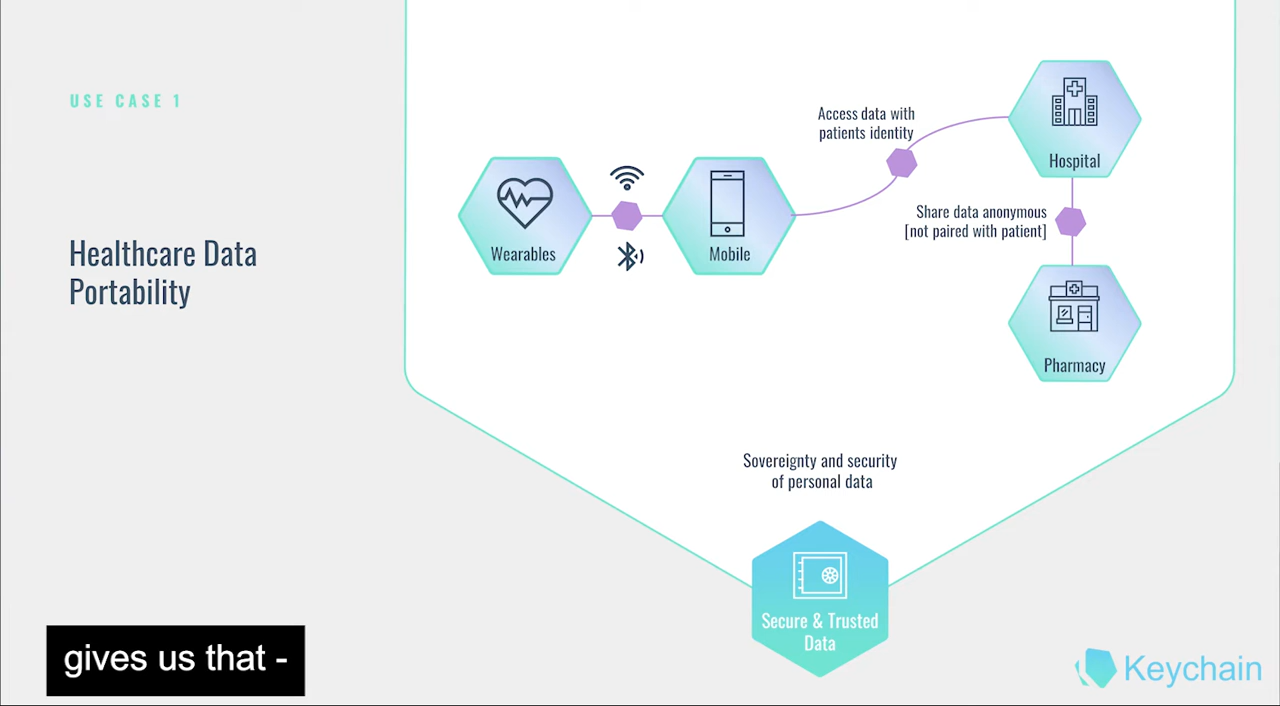 USE CASE 1
Healthcare Data
Portability
Wearables
Mobile
Access data with
patients identity
Hospital
Share data anonymous
[not paired with patient]
Pharmacy
Sovereignty and security
of personal data
Secure & Trusted
Data
gives us that -
Keychain